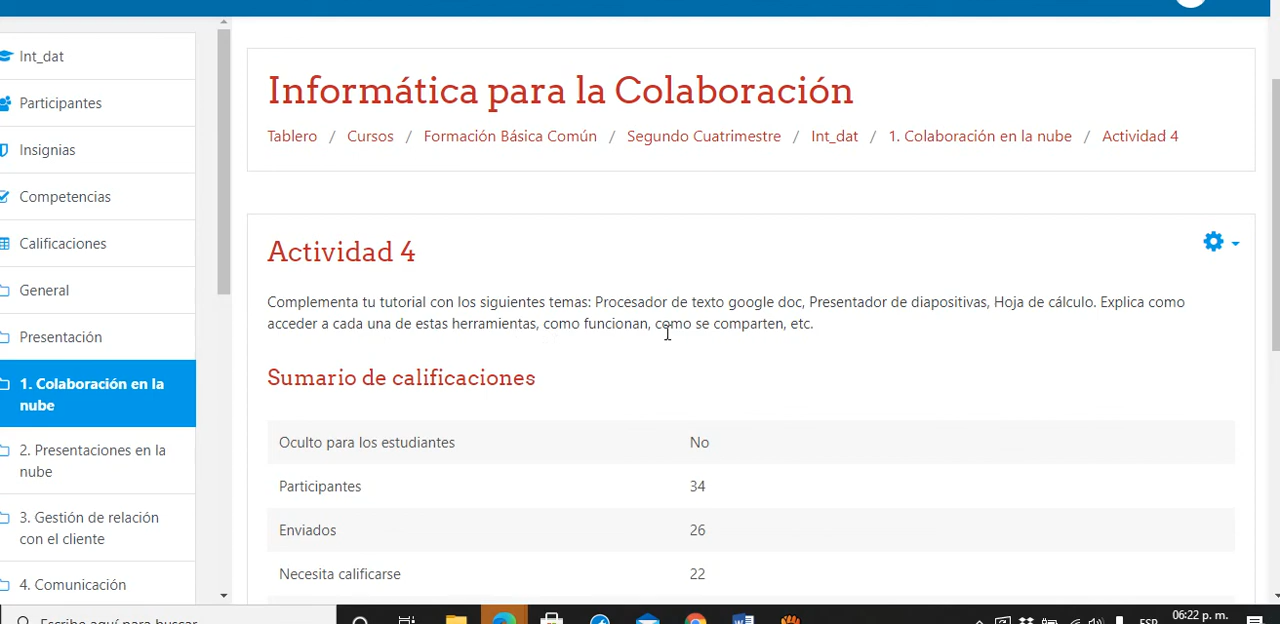 Int_dat
Participantes
Insignias
Competencias
Calificaciones
General
Presentación
1. Colaboración en la
nube
2. Presentaciones en la
nube
3. Gestión de relación
con el cliente
4. Comunicación
Informática para la Colaboración
Tablero / Cursos / Formación Básica Común / Segundo Cuatrimestre / Int_dat / 1. Colaboración en la nube / Actividad 4
Actividad 4
Complementa tu tutorial con los siguientes temas: Procesador de texto google doc, Presentador de diapositivas, Hoja de cálculo. Explica como
acceder a cada una de estas herramientas, como funcionan, como se comparten, etc.
Sumario de calificaciones
Oculto para los estudiantes No
Participantes 34
Enviados 26
Necesita calificarse 22
Escribe aquí para buscar
ESP
06:22 p. m.